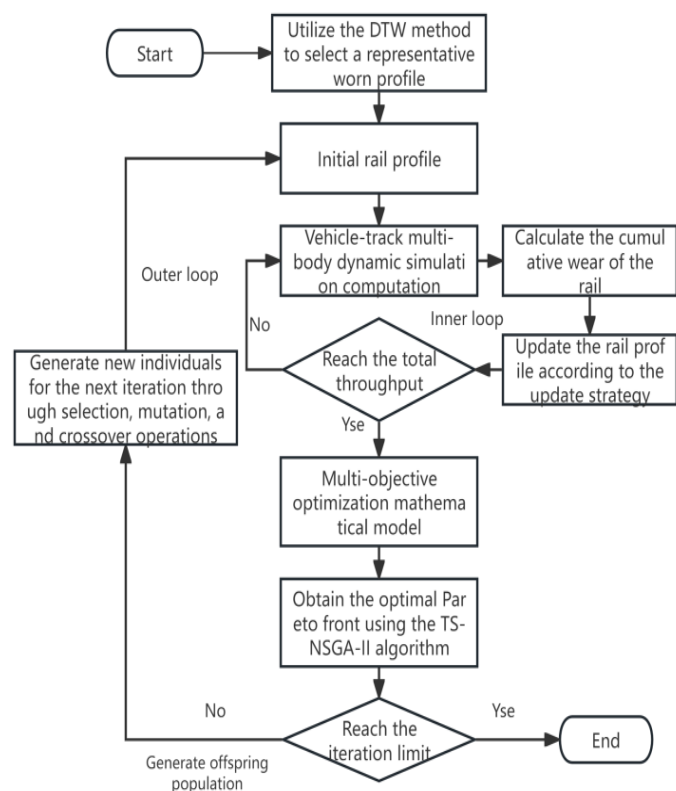 Start
Utilize the DTW method
to select a representative
worn profile
Initial rail profile
Vehicle-track multi-
body dynamic simulati
on computation
Calculate the cumul
ative wear of the
rail
Outer loop
No
Inner loop
Reach the total
throughput
Update the rail prof
ile according to the
update strategy
Generate new individuals
for the next iteration thro
ugh selection, mutation, a
nd crossover operations
Yse
Multi-objective
optimization mathema
tical model
Obtain the optimal Par
eto front using the TS-
NSGA-II algorithm
No
Reach the
iteration limit
Yse
End
Generate offspring
population